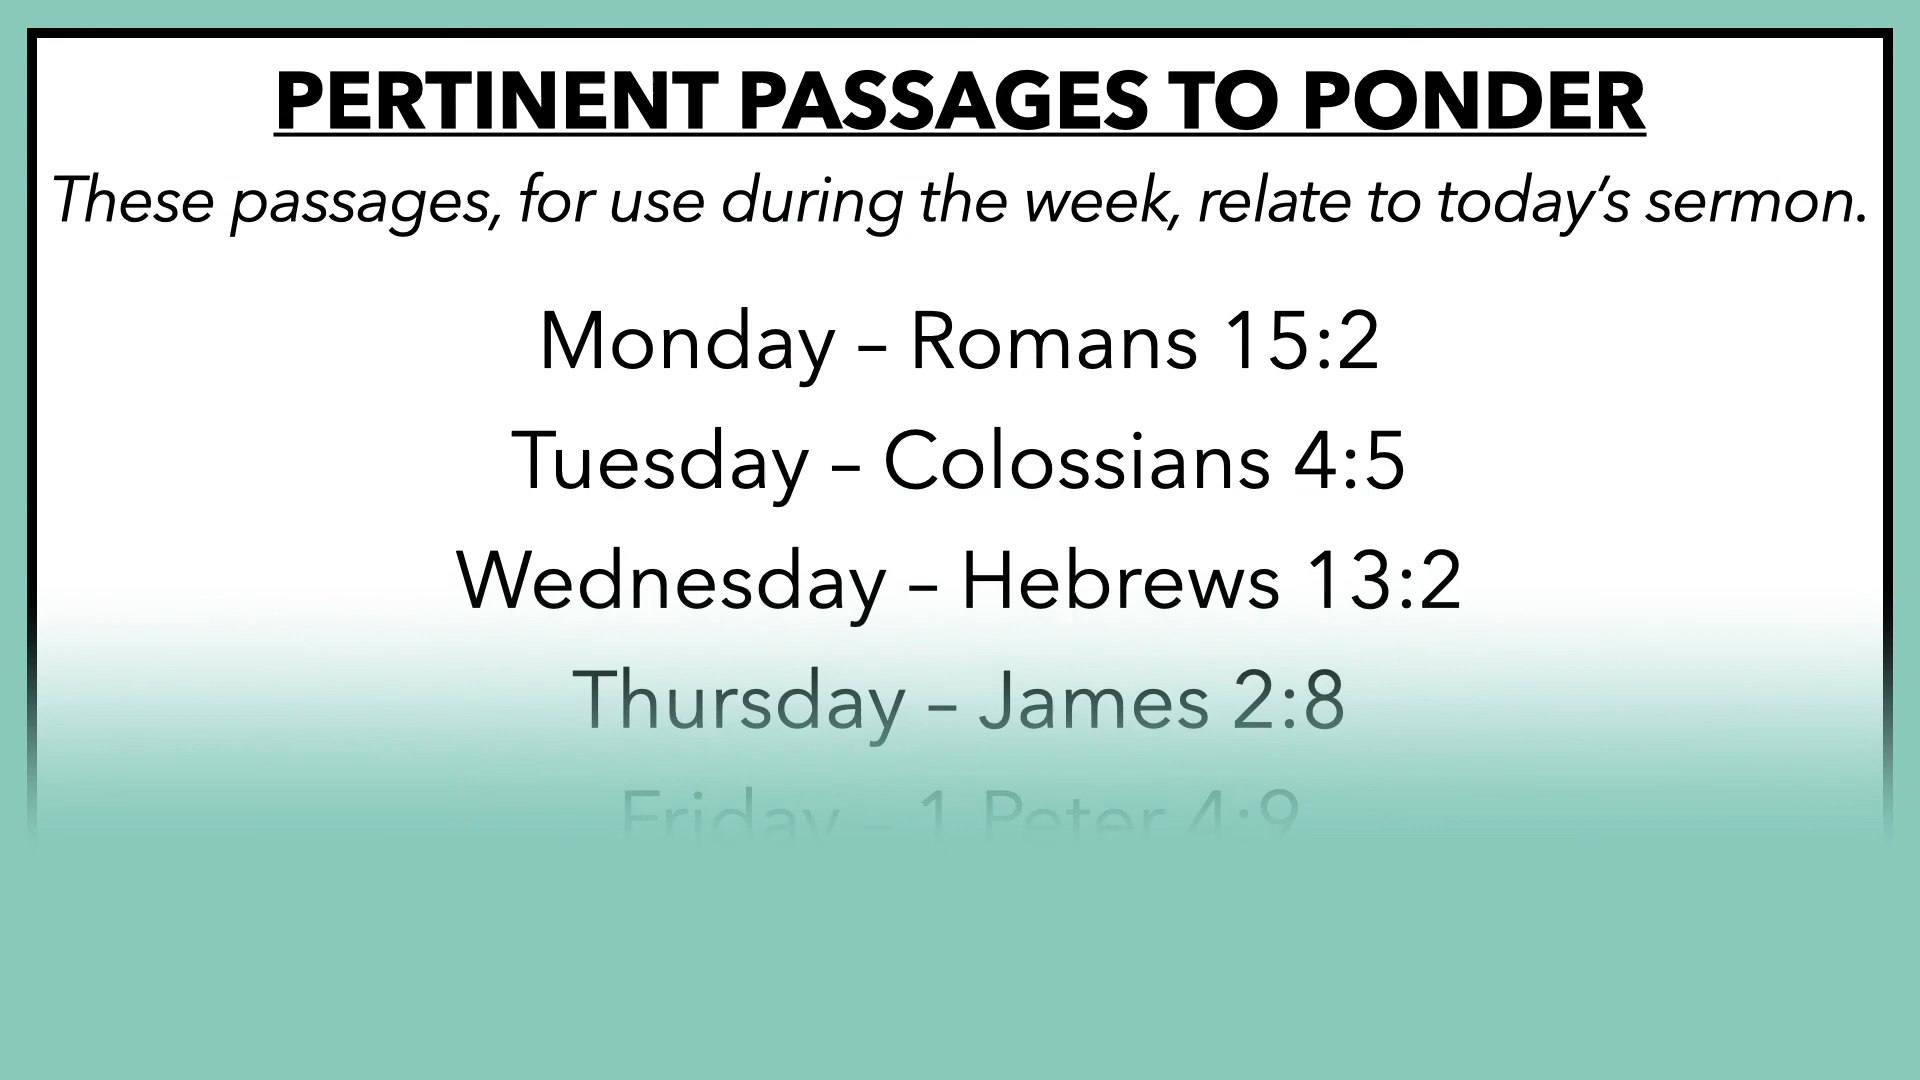 PERTINENT PASSAGES TO PONDER
These passages, for use during the week, relate to today’s sermon.
Monday – Romans 15:2
Tuesday – Colossians 4:5
Wednesday – Hebrews 13:2
Thursday – James 2:8
Friday – 1 Peter 4:9